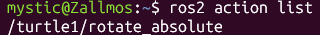 mystic@Zallmos:~$ ros2 action list
/turtle1/rotate_absolute